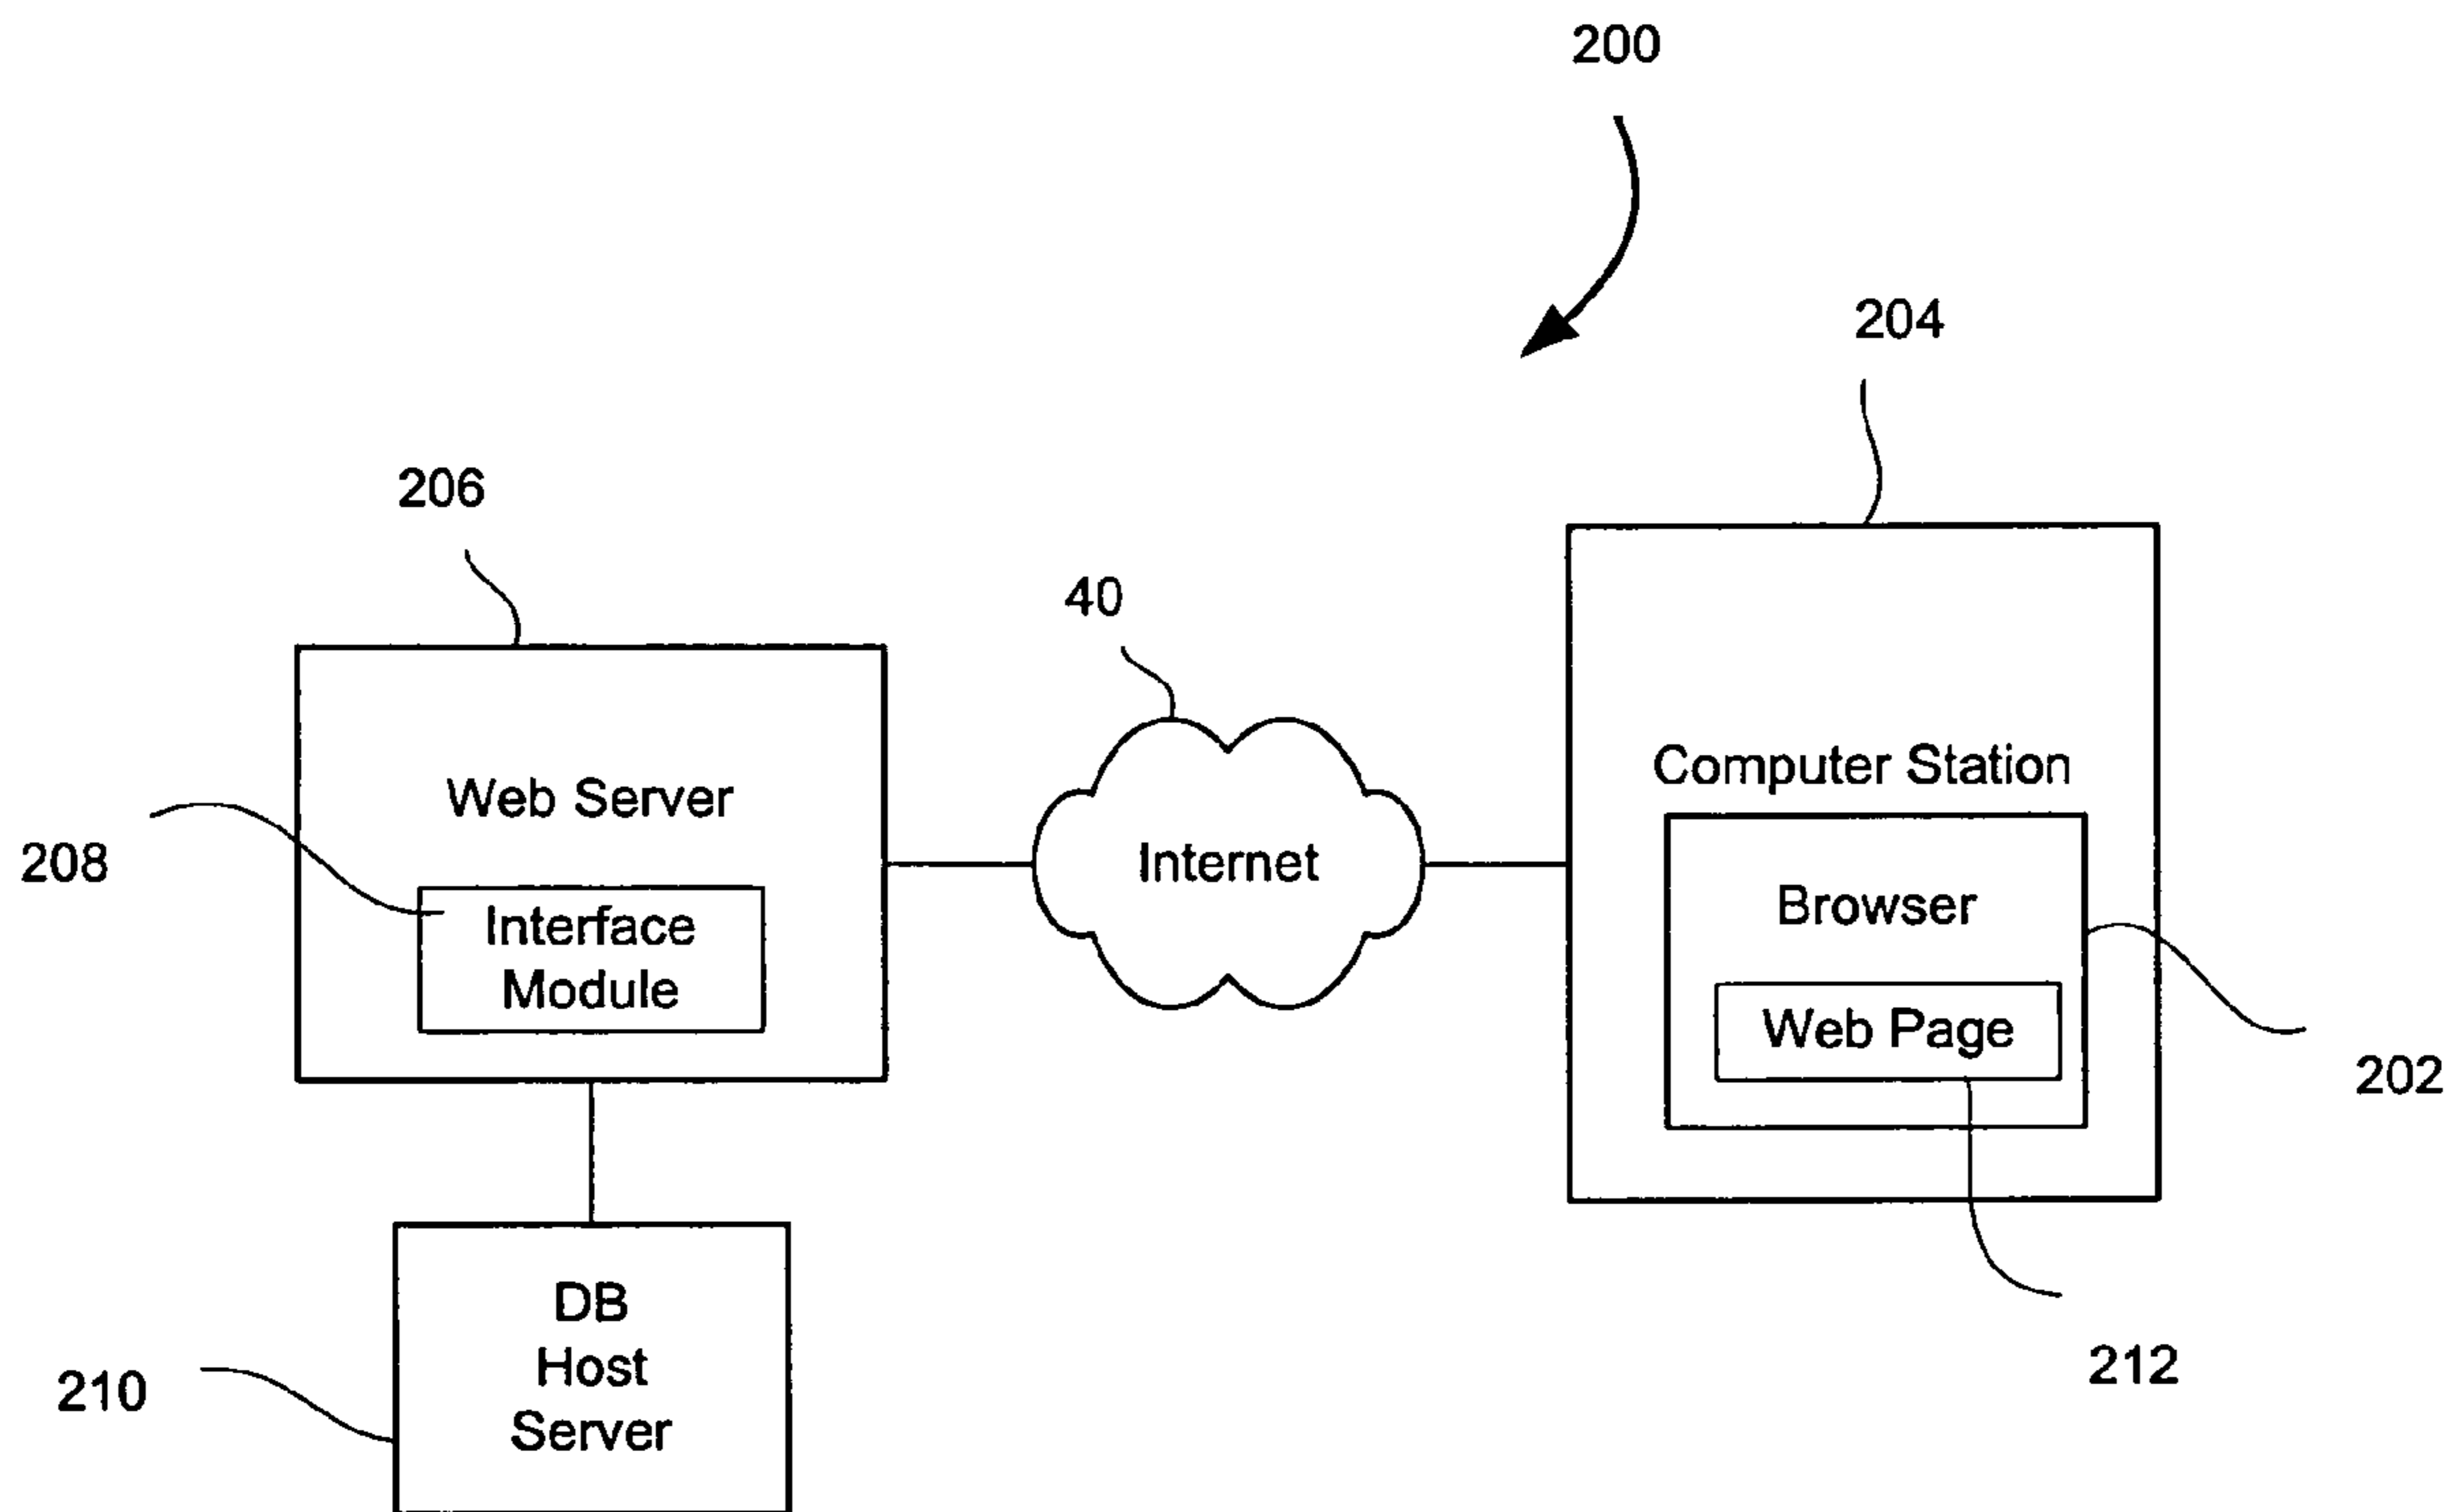 200
204
206
40
Computer Station
Web Server
208
Internet
Browser
Interface
Module
Web Page
202
DB
Host
Server
210
212